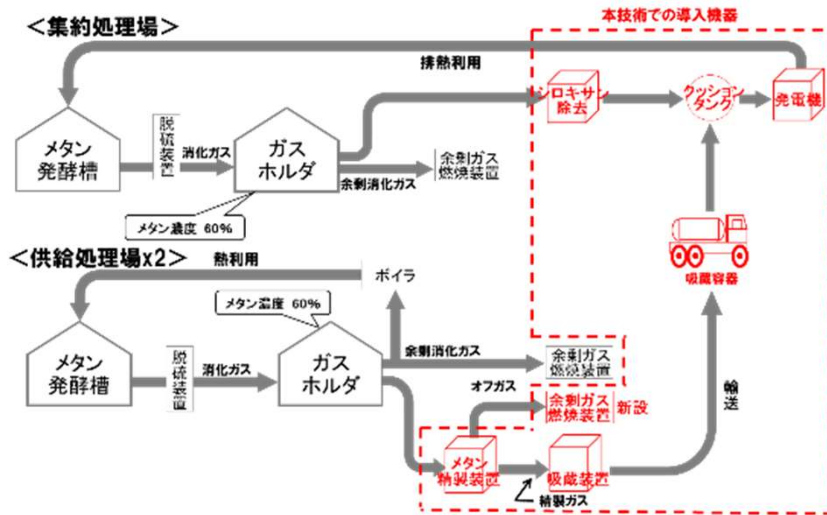 本技術での導入機器
<集約処理場>
排熱利用
シロキサン
除去
クッション
タンク
発電機
メタン
発酵槽
脱硫装置
消化ガス
ガス
ホルダ
余剰消化ガス
余剰ガス
燃焼装置
メタン濃度 60%
吸蔵容器
<供給処理場x2>
熱利用
ボイラ
メタン濃度 60%
メタン
発酵槽
脱硫装置
消化ガス
ガス
ホルダ
余剰消化ガス
余剰ガス
燃焼装置
オフガス
余剰ガス
燃焼装置
新設
輸送
メタン
精製装置
吸蔵装置
精製ガス